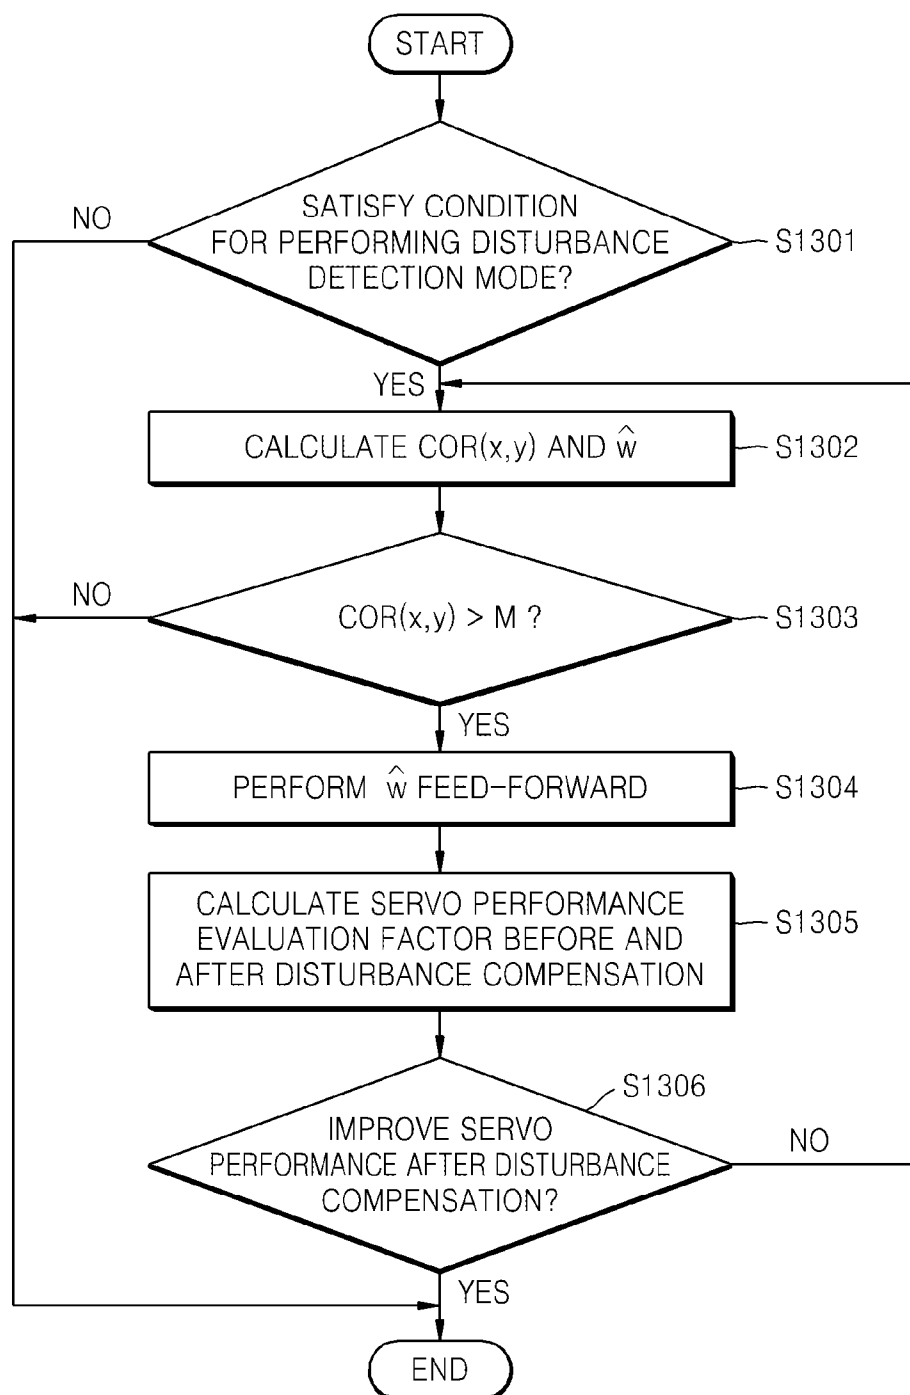 START
SATISFY CONDITION
FOR PERFORMING DISTURBANCE
DETECTION MODE?
NO
S1301
YES
CALCULATE COR(x,y) AND ŵ
S1302
COR(x,y) > M ?
NO
S1303
YES
PERFORM ŵ FEED-FORWARD
S1304
CALCULATE SERVO PERFORMANCE
EVALUATION FACTOR BEFORE AND
AFTER DISTURBANCE COMPENSATION
S1305
S1306
IMPROVE SERVO
PERFORMANCE AFTER DISTURBANCE
COMPENSATION?
NO
YES
END